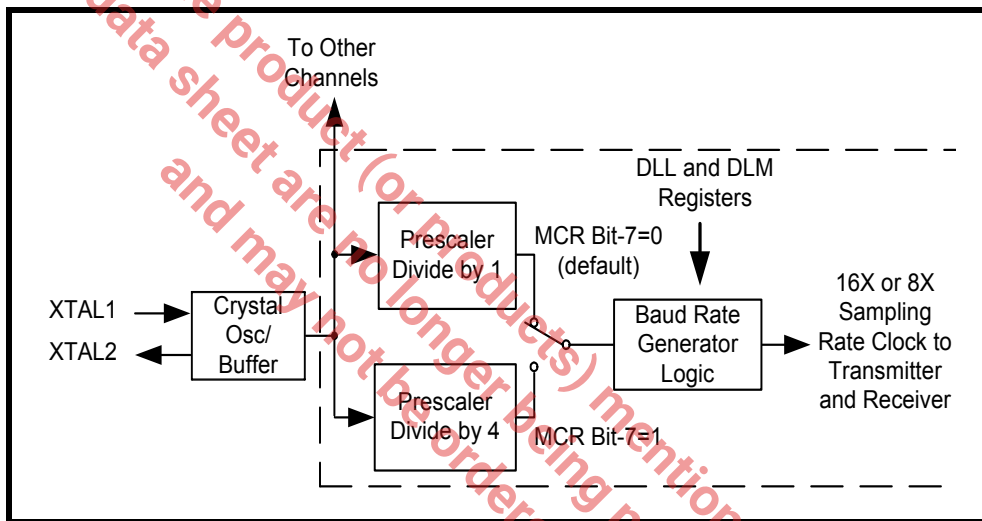 To Other
Channels
DLL and DLM
Registers
Prescaler
Divide by 1
MCR Bit-7=0
(default)
16X or 8X
Sampling
Rate Clock to
Transmitter
and Receiver
XTAL1
XTAL2
Crystal
Osc/
Buffer
Baud Rate
Generator
Logic
Prescaler
Divide by 4
MCR Bit-7=1
e product (or products) mention
data sheet are no longer being
and may not be ordere